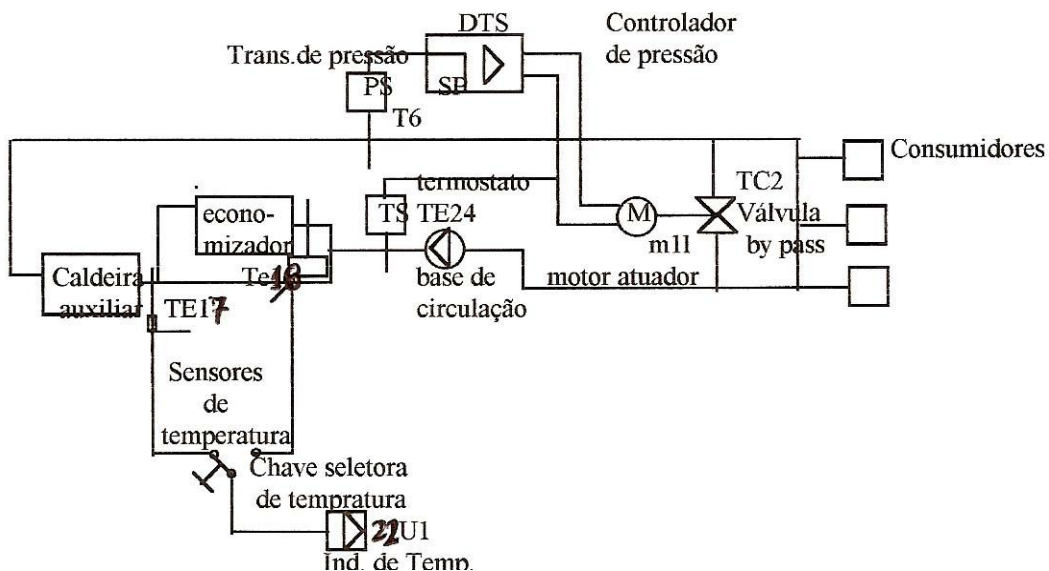 DTS
Controlador
de pressão
Trans.de pressão
PS
SP
T6
Consumidores
termostato
TC2
Válvula
by pass
TS
TE24
M
m1l
econo-
mizador
Caldeira
auxiliar
TE17
base de
circulação
motor atuador
Sensores
de
temperatura
Chave seletora
de tempratura
U1
Ind. de Temp.